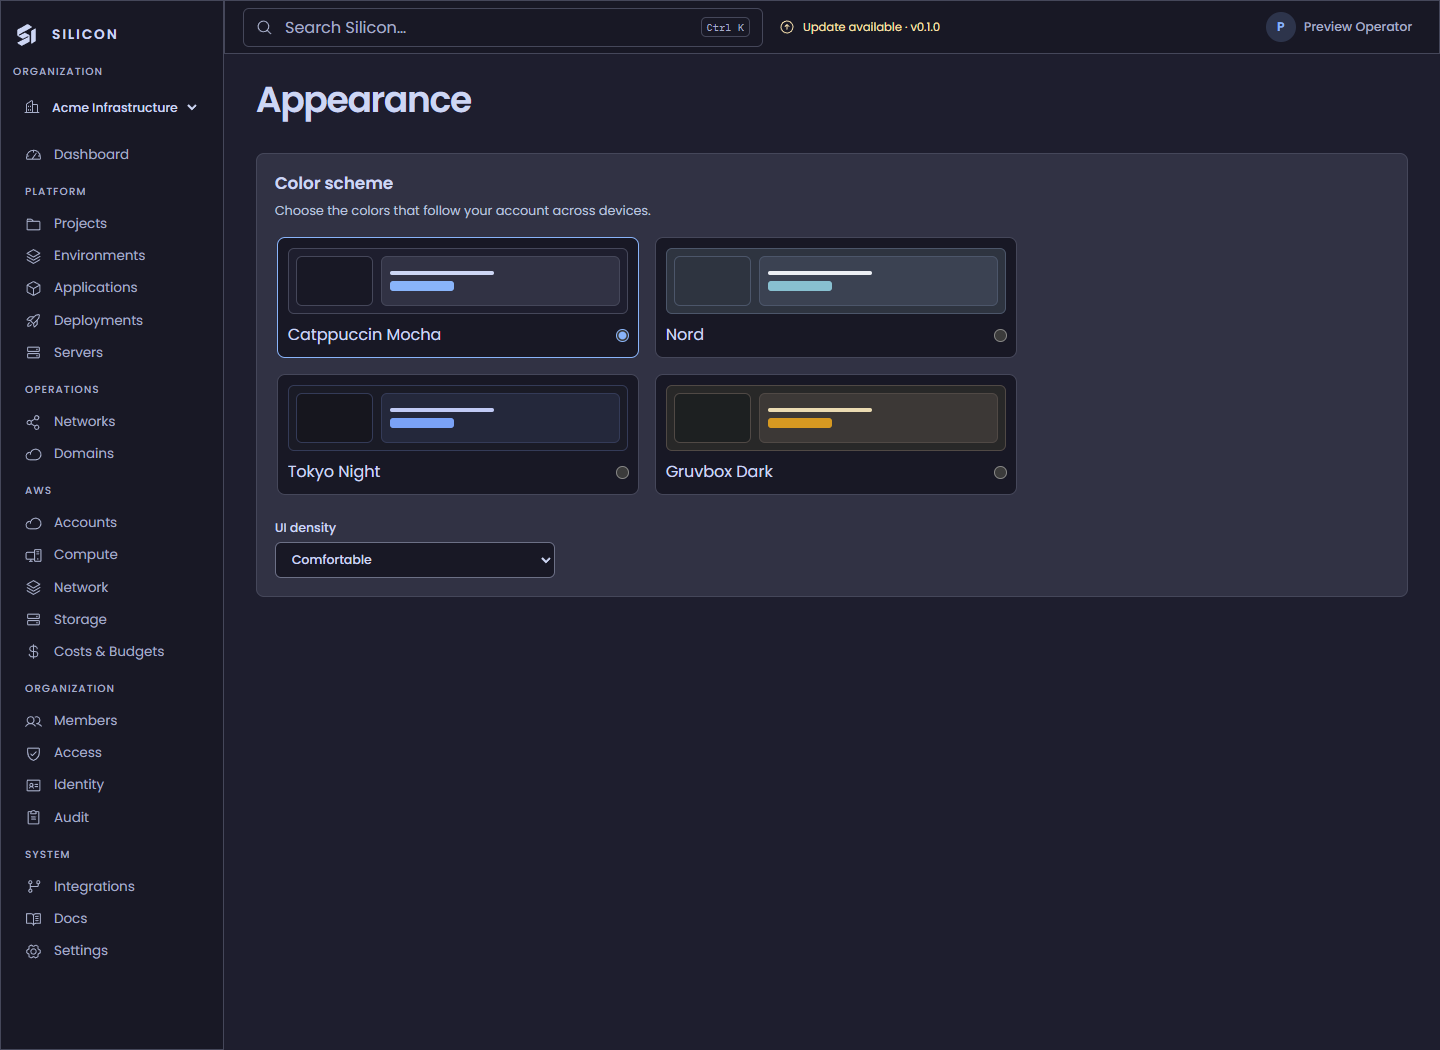 SILICON
ORGANIZATION
Acme Infrastructure
Dashboard
PLATFORM
Projects
Environments
Applications
Deployments
Servers
OPERATIONS
Networks
Domains
AWS
Accounts
Compute
Network
Storage
Costs & Budgets
ORGANIZATION
Members
Access
Identity
Audit
SYSTEM
Integrations
Docs
Settings
Search Silicon... Ctrl K
Update available · v0.1.0
P Preview Operator
Appearance
Color scheme
Choose the colors that follow your account across devices.
Catppuccin Mocha
Nord
Tokyo Night
Gruvbox Dark
UI density
Comfortable